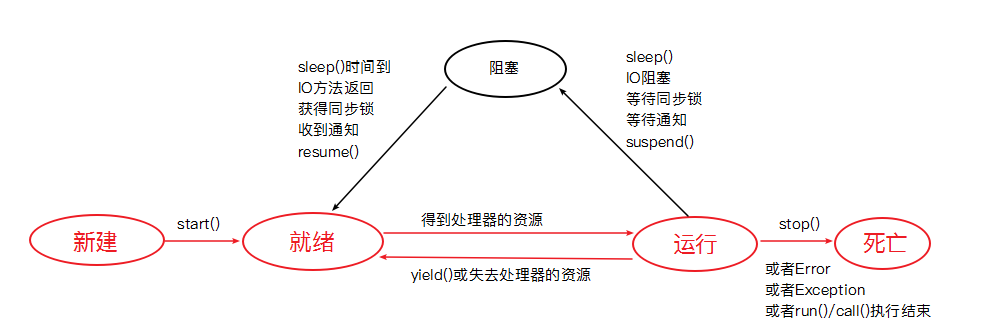 阻塞
sleep()时间到
IO方法返回
获得同步锁
收到通知
resume()
sleep()
IO阻塞
等待同步锁
等待通知
suspend()
新建
start()
就绪
得到处理器的资源
yield()或失去处理器的资源
运行
stop()
死亡
或者Error
或者Exception
或者run()/call()执行结束